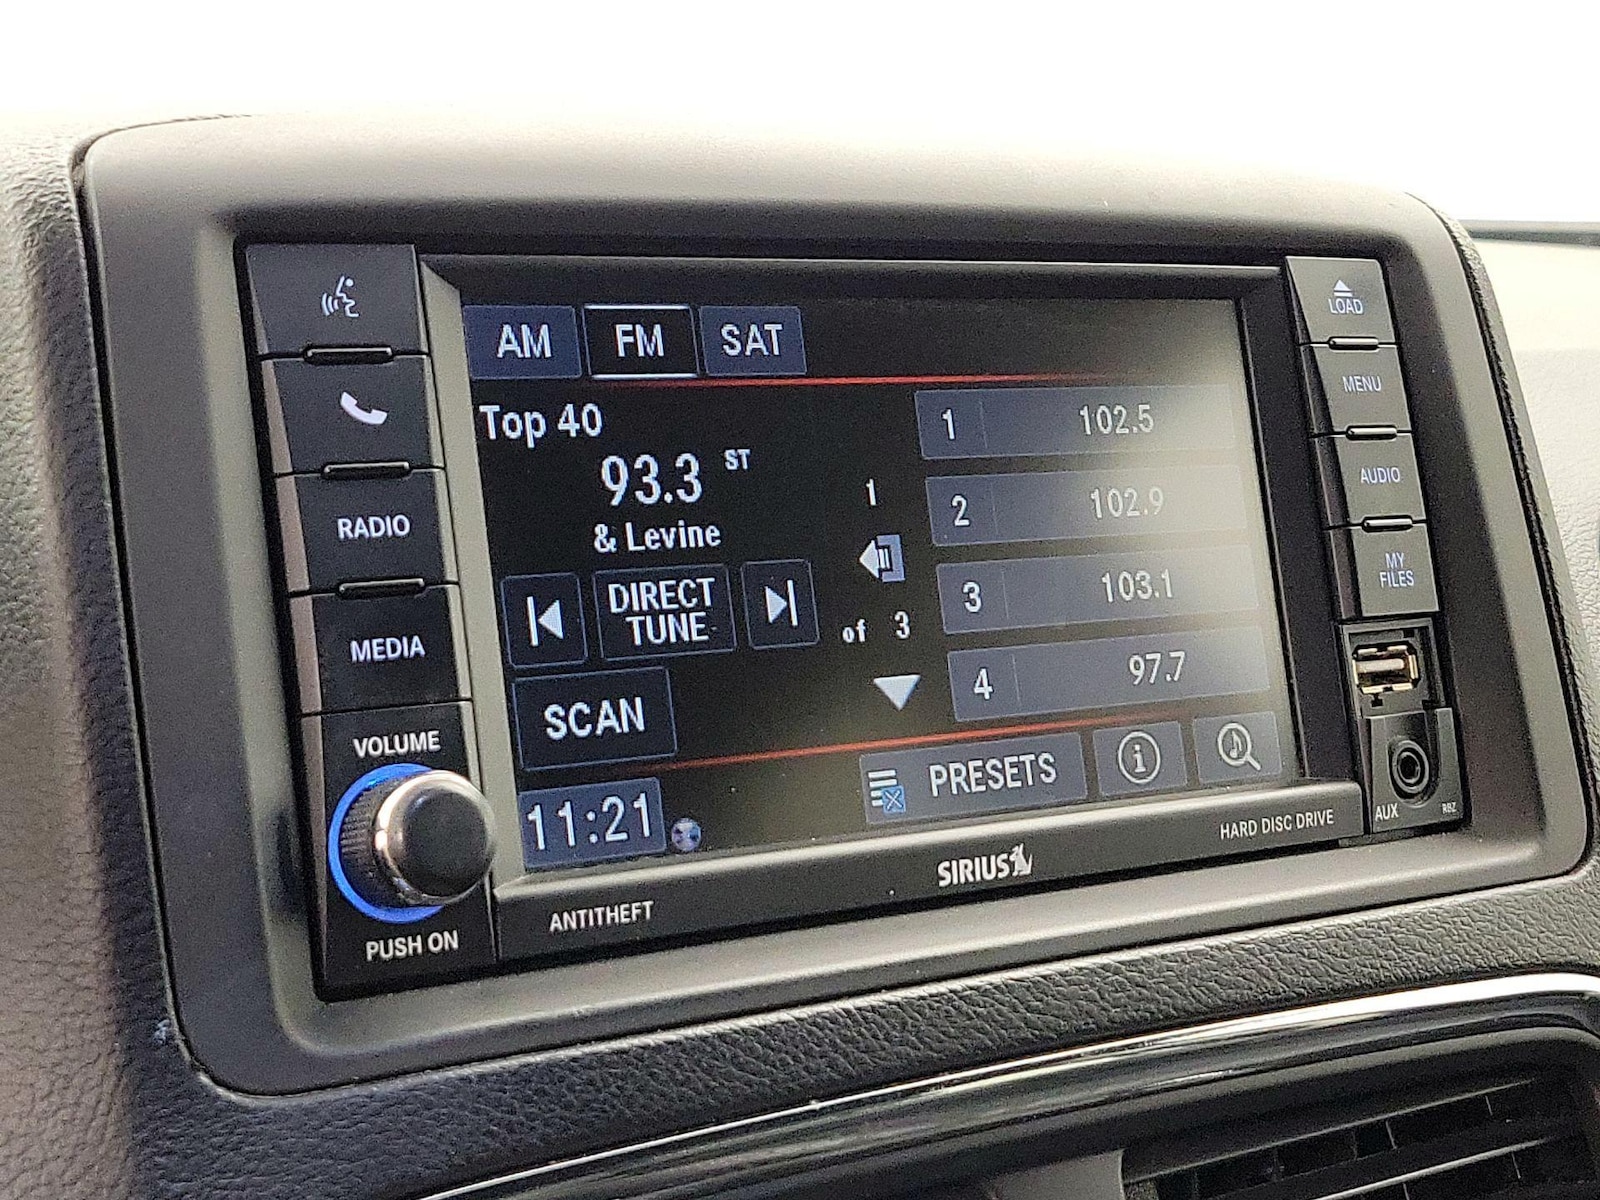 AM FM SAT
Top 40
93.3 ST
& Levine
DIRECT
TUNE
SCAN
11:21
1
of 3
1 102.5
2 102.9
3 103.1
4 97.7
PRESETS
i
RADIO
MEDIA
VOLUME
PUSH ON
ANTITHEFT
SIRIUS
HARD DISC DRIVE
LOAD
MENU
AUDIO
MY
FILES
AUX
RBZ